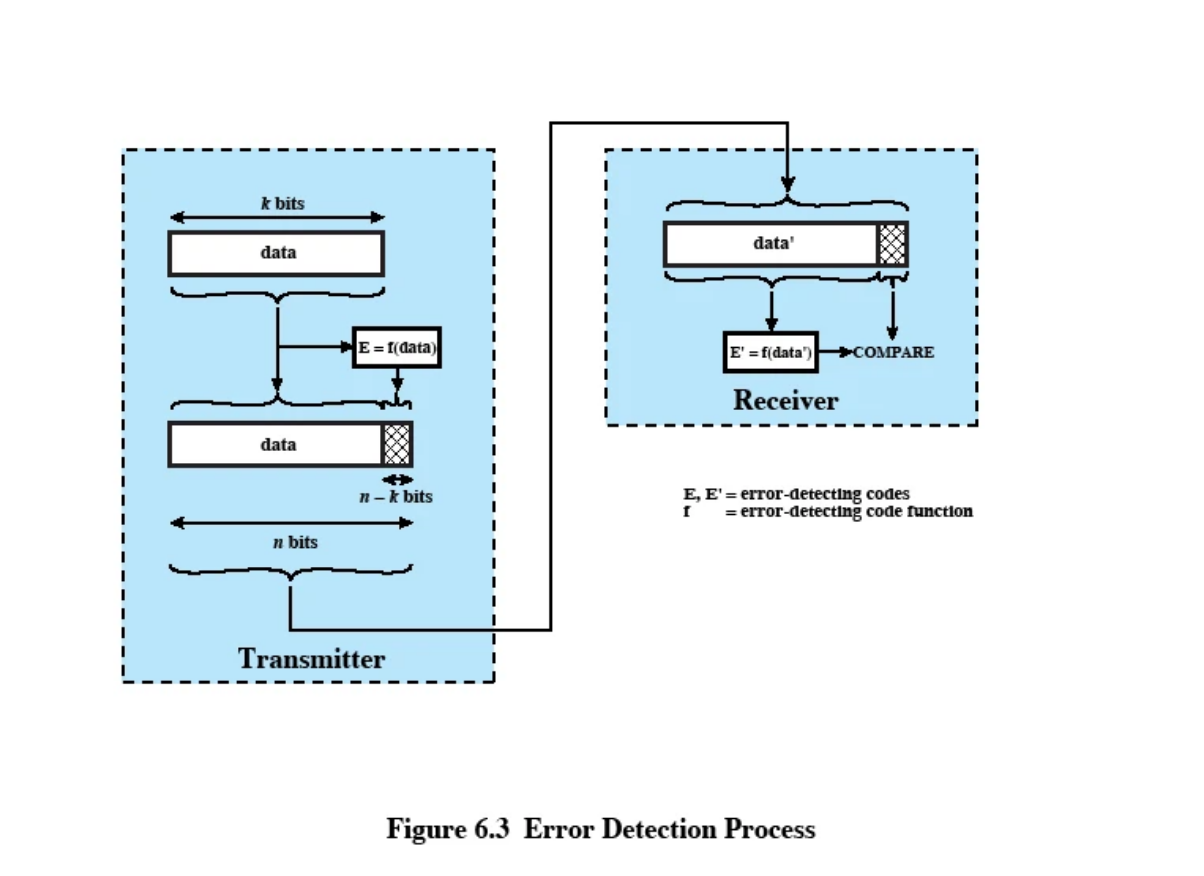 k bits
data
E = f(data)
data
n – k bits
n bits
Transmitter
data'
E' = f(data')
COMPARE
Receiver
E, E' = error-detecting codes
f = error-detecting code function
Figure 6.3 Error Detection Process